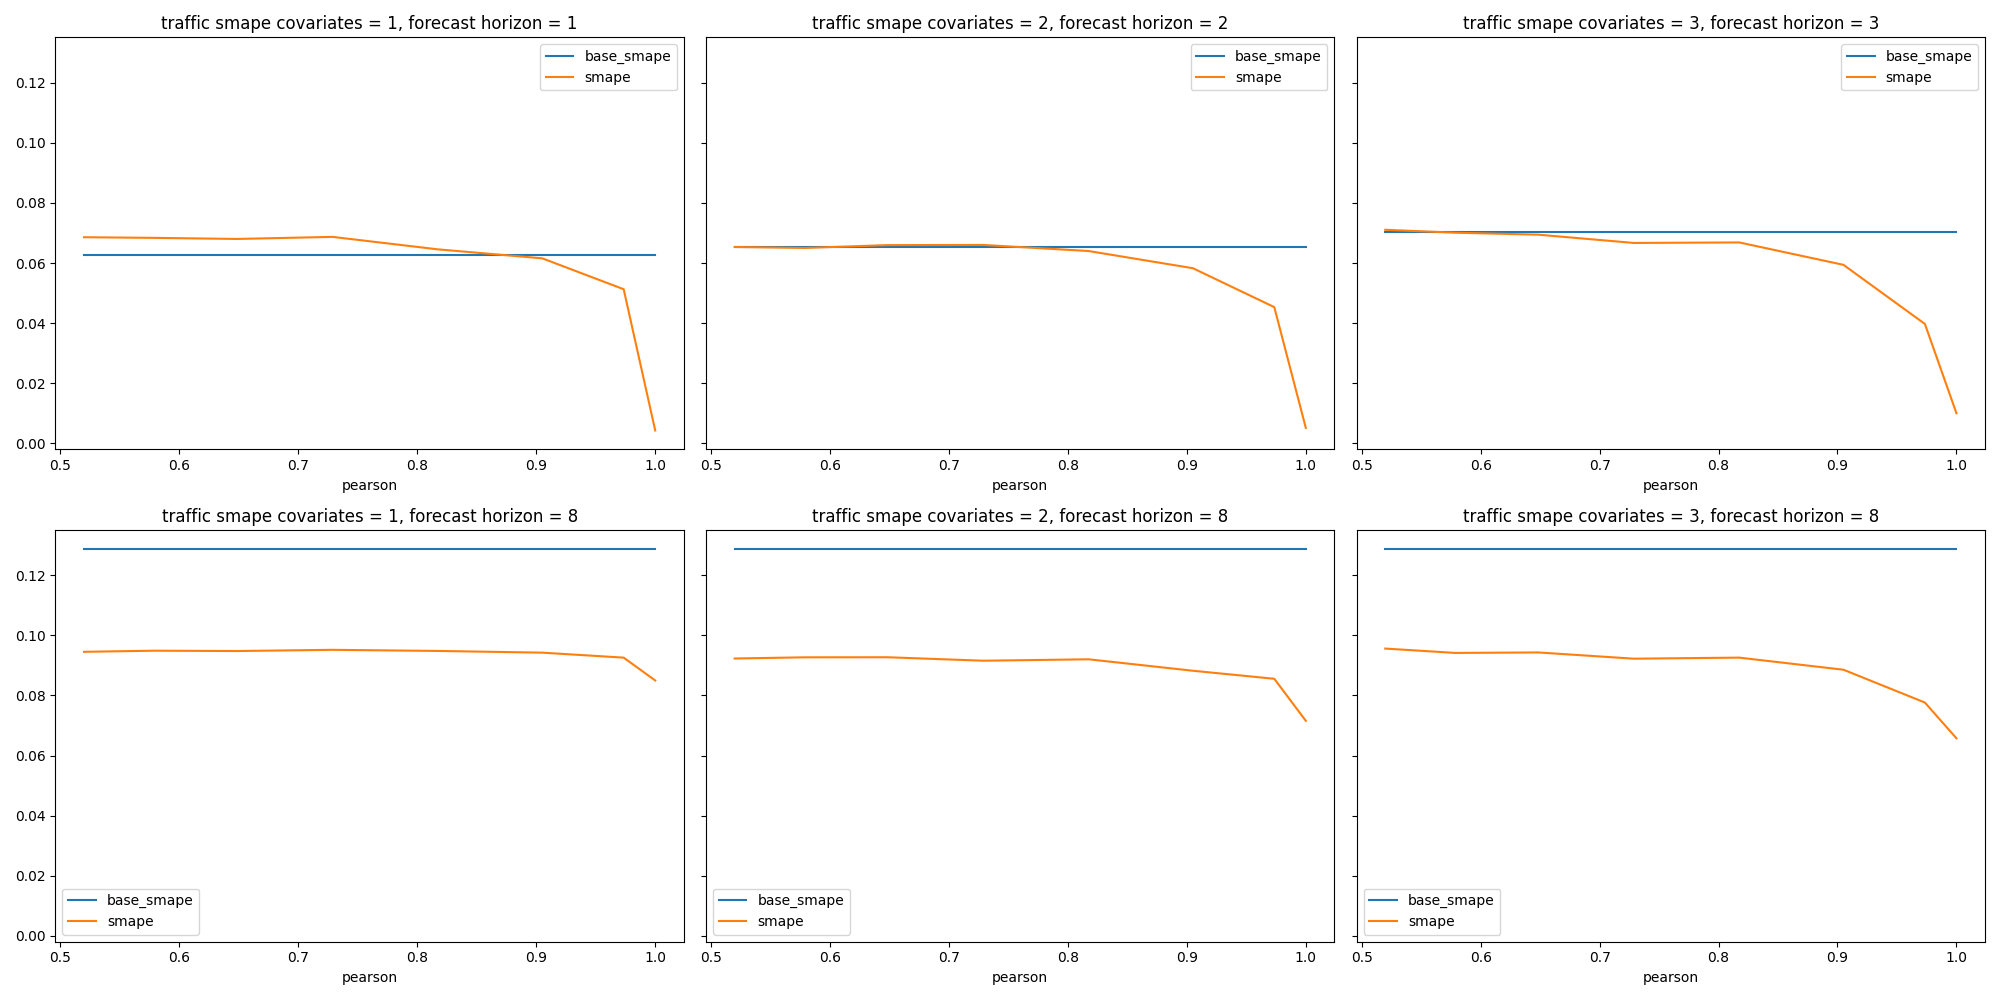 traffic smape covariates = 1, forecast horizon = 1
base_smape
smape
0.12
0.10
0.08
0.06
0.04
0.02
0.00
0.5 0.6 0.7 0.8 0.9 1.0
pearson
traffic smape covariates = 2, forecast horizon = 2
base_smape
smape
0.5 0.6 0.7 0.8 0.9 1.0
pearson
traffic smape covariates = 3, forecast horizon = 3
base_smape
smape
0.5 0.6 0.7 0.8 0.9 1.0
pearson
traffic smape covariates = 1, forecast horizon = 8
0.12
0.10
0.08
0.06
0.04
0.02
0.00
base_smape
smape
0.5 0.6 0.7 0.8 0.9 1.0
pearson
traffic smape covariates = 2, forecast horizon = 8
base_smape
smape
0.5 0.6 0.7 0.8 0.9 1.0
pearson
traffic smape covariates = 3, forecast horizon = 8
base_smape
smape
0.5 0.6 0.7 0.8 0.9 1.0
pearson